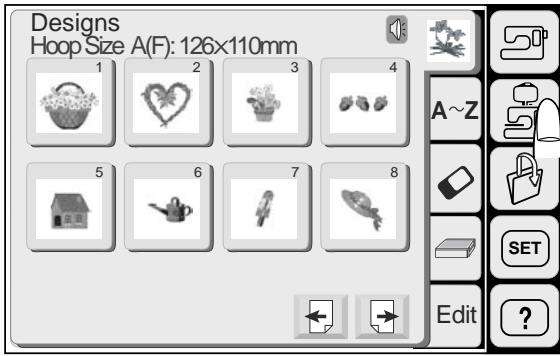 Designs
Hoop Size A(F): 126×110mm
1 2 3 4
A~Z
5 6 7 8
SET
Edit
?